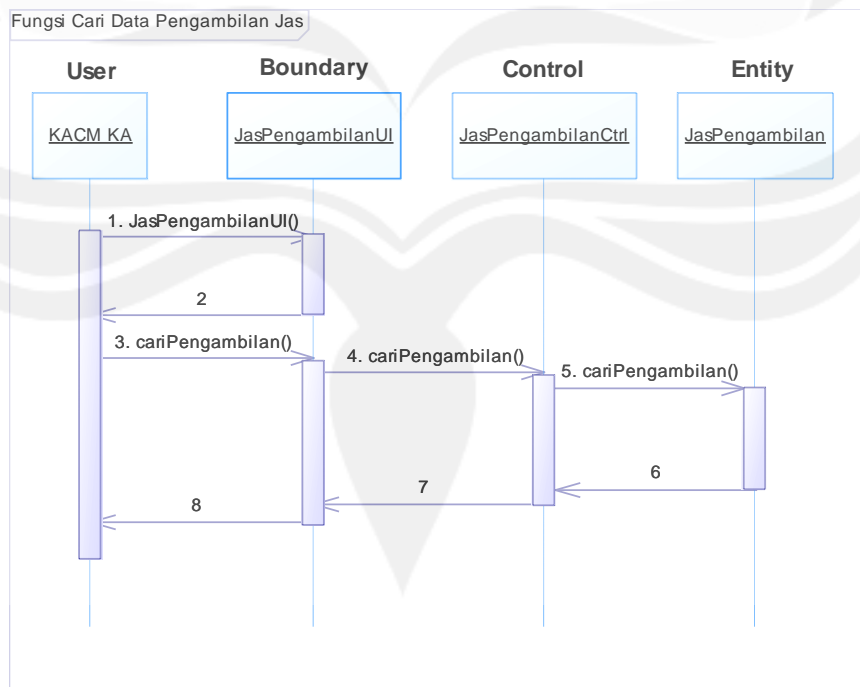 Fungsi Cari Data Pengambilan Jas
User
Boundary
Control
Entity
KACM KA
JasPengambilanUI
JasPengambilanCtrl
JasPengambilan
1. JasPengambilanUI()
2
3. cariPengambilan()
4. cariPengambilan()
5. cariPengambilan()
6
7
8